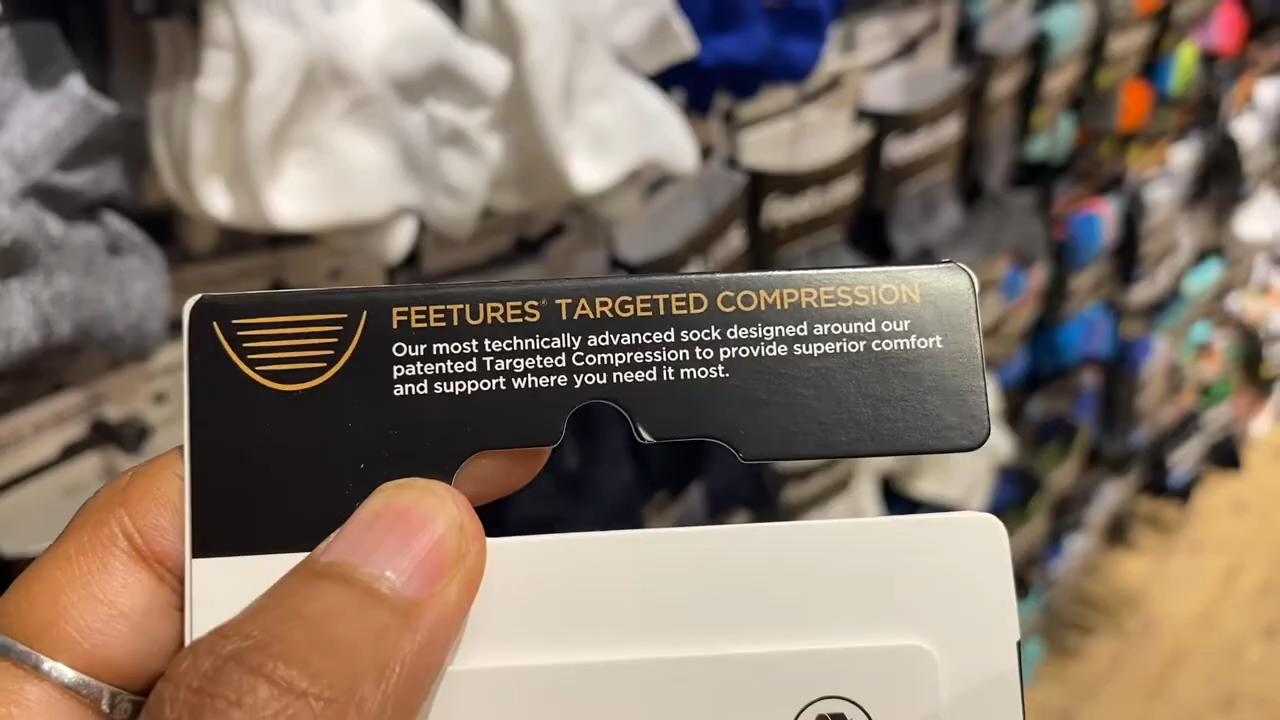 FEETURES® TARGETED COMPRESSION
Our most technically advanced sock designed around our
patented Targeted Compression to provide superior comfort
and support where you need it most.